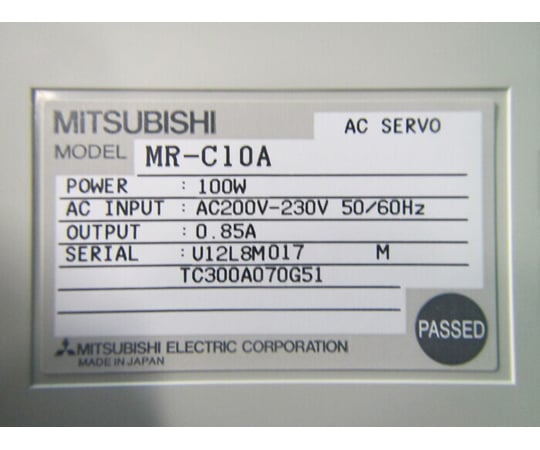 MITSUBISHI
AC SERVO
MODEL MR-C10A
POWER : 100W
AC INPUT : AC200V-230V 50/60Hz
OUTPUT : 0.85A
SERIAL : U12L8M017 M
TC300A070G51
PASSED
MITSUBISHI ELECTRIC CORPORATION
MADE IN JAPAN